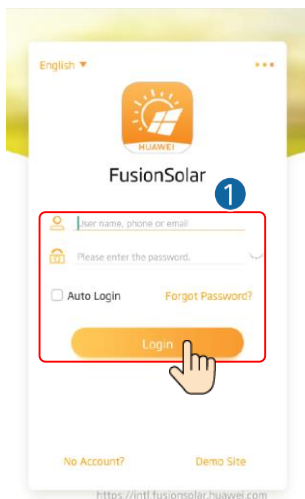 English ▼
HUAWEI
FusionSolar
1
User name, phone or email
Please enter the password.
Auto Login Forgot Password?
Login
No Account? Demo Site
https://intl.fusionsolar.huawei.com